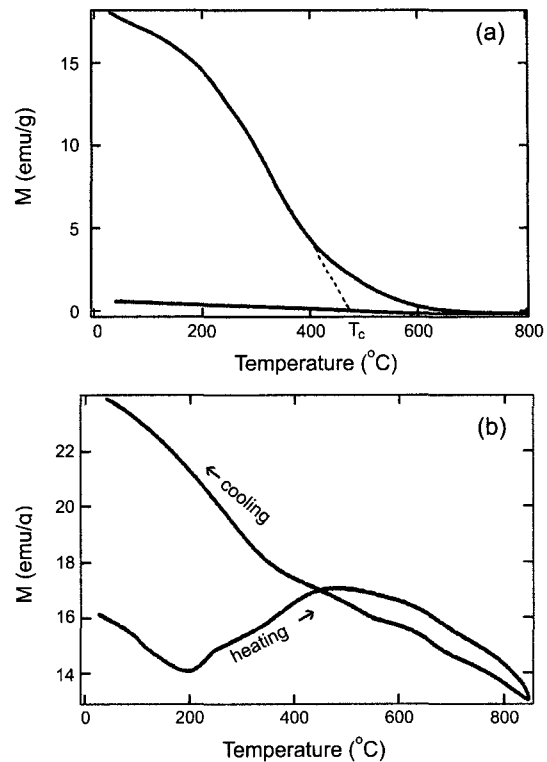 (a)
15
10
5
0
M (emu/g)
0 200 400 T_c 600 800
Temperature (°C)
(b)
22
20
18
16
14
M (emu/g)
← cooling
heating →
0 200 400 600 800
Temperature (°C)